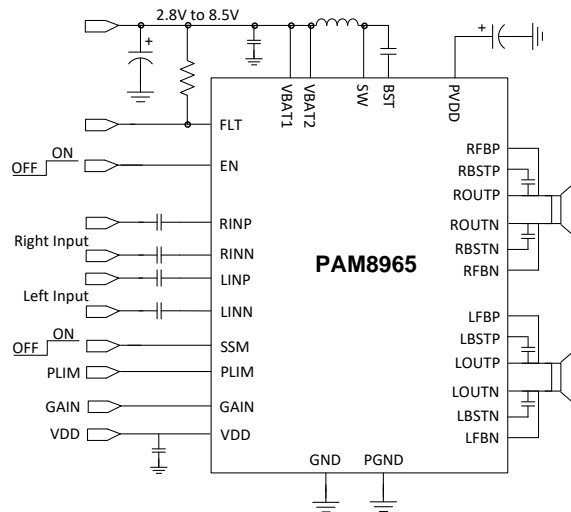 2.8V to 8.5V
+
+
VBAT1
VBAT2
SW
BST
PVDD
FLT
OFF ON
EN
RINP
Right Input
RINN
LINP
Left Input
LINN
OFF ON
SSM
PLIM
PLIM
GAIN
GAIN
VDD
VDD
PAM8965
RFBP
RBSTP
ROUTP
ROUTN
RBSTN
RFBN
LFBP
LBSTP
LOUTP
LOUTN
LBSTN
LFBN
GND
PGND